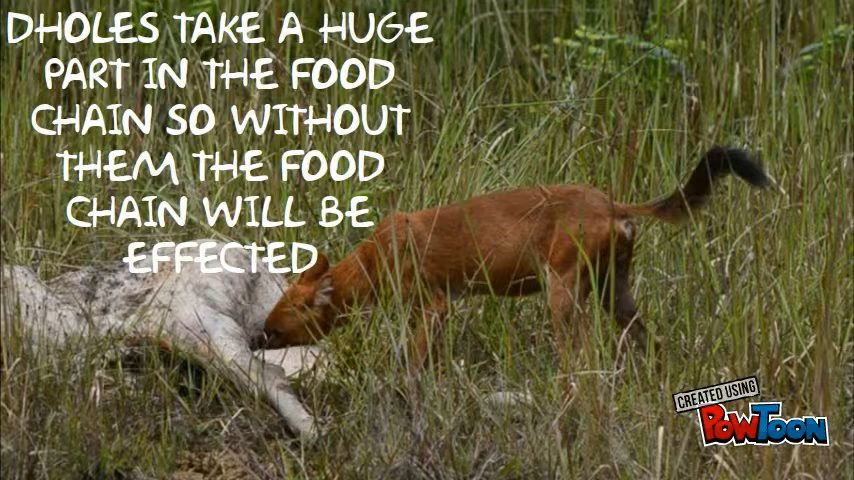 DHOLES TAKE A HUGE
PART IN THE FOOD
CHAIN SO WITHOUT
THEM THE FOOD
CHAIN WILL BE
EFFECTED
CREATED USING
POWTOON